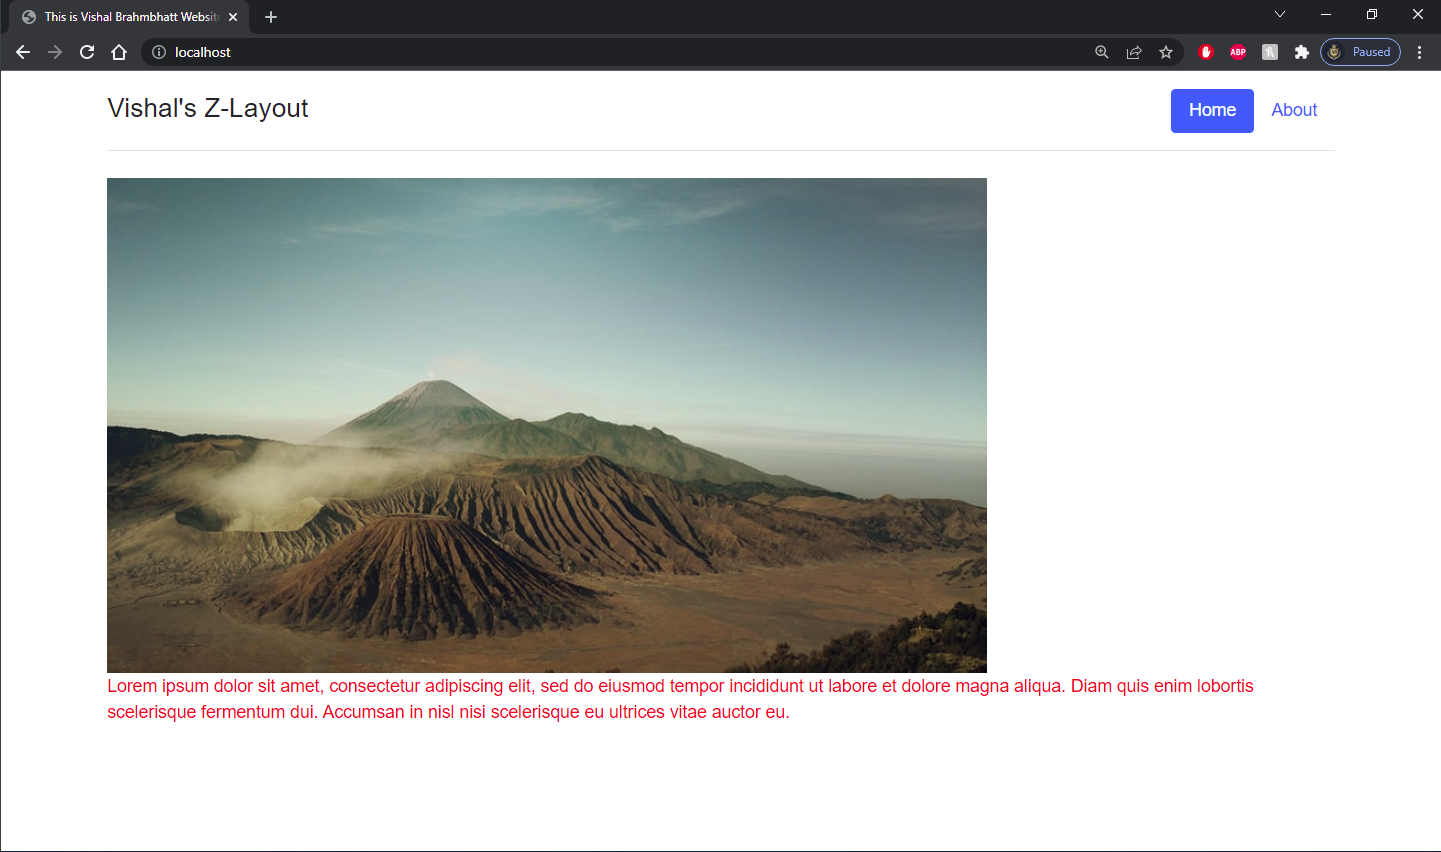 This is Vishal Brahmbhatt Website
localhost
ABP
Paused
Vishal's Z-Layout
Home
About
Lorem ipsum dolor sit amet, consectetur adipiscing elit, sed do eiusmod tempor incididunt ut labore et dolore magna aliqua. Diam quis enim lobortis
scelerisque fermentum dui. Accumsan in nisl nisi scelerisque eu ultrices vitae auctor eu.